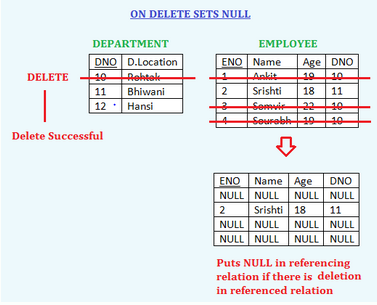 ON DELETE SETS NULL
DEPARTMENT
EMPLOYEE
DNO D.Location
10 Rohtak
11 Bhiwani
12 Hansi
DELETE
Delete Successful
ENO Name Age DNO
1 Ankit 19 10
2 Srishti 18 11
3 Somvir 22 10
4 Sourabh 19 10
ENO Name Age DNO
NULL NULL NULL NULL
2 Srishti 18 11
NULL NULL NULL NULL
NULL NULL NULL NULL
Puts NULL in referencing
relation if there is deletion
in referenced relation